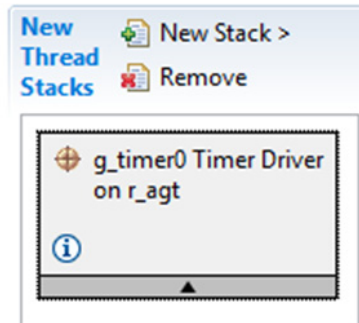 New
Thread
Stacks
New Stack >
Remove
g_timer0 Timer Driver
on r_agt